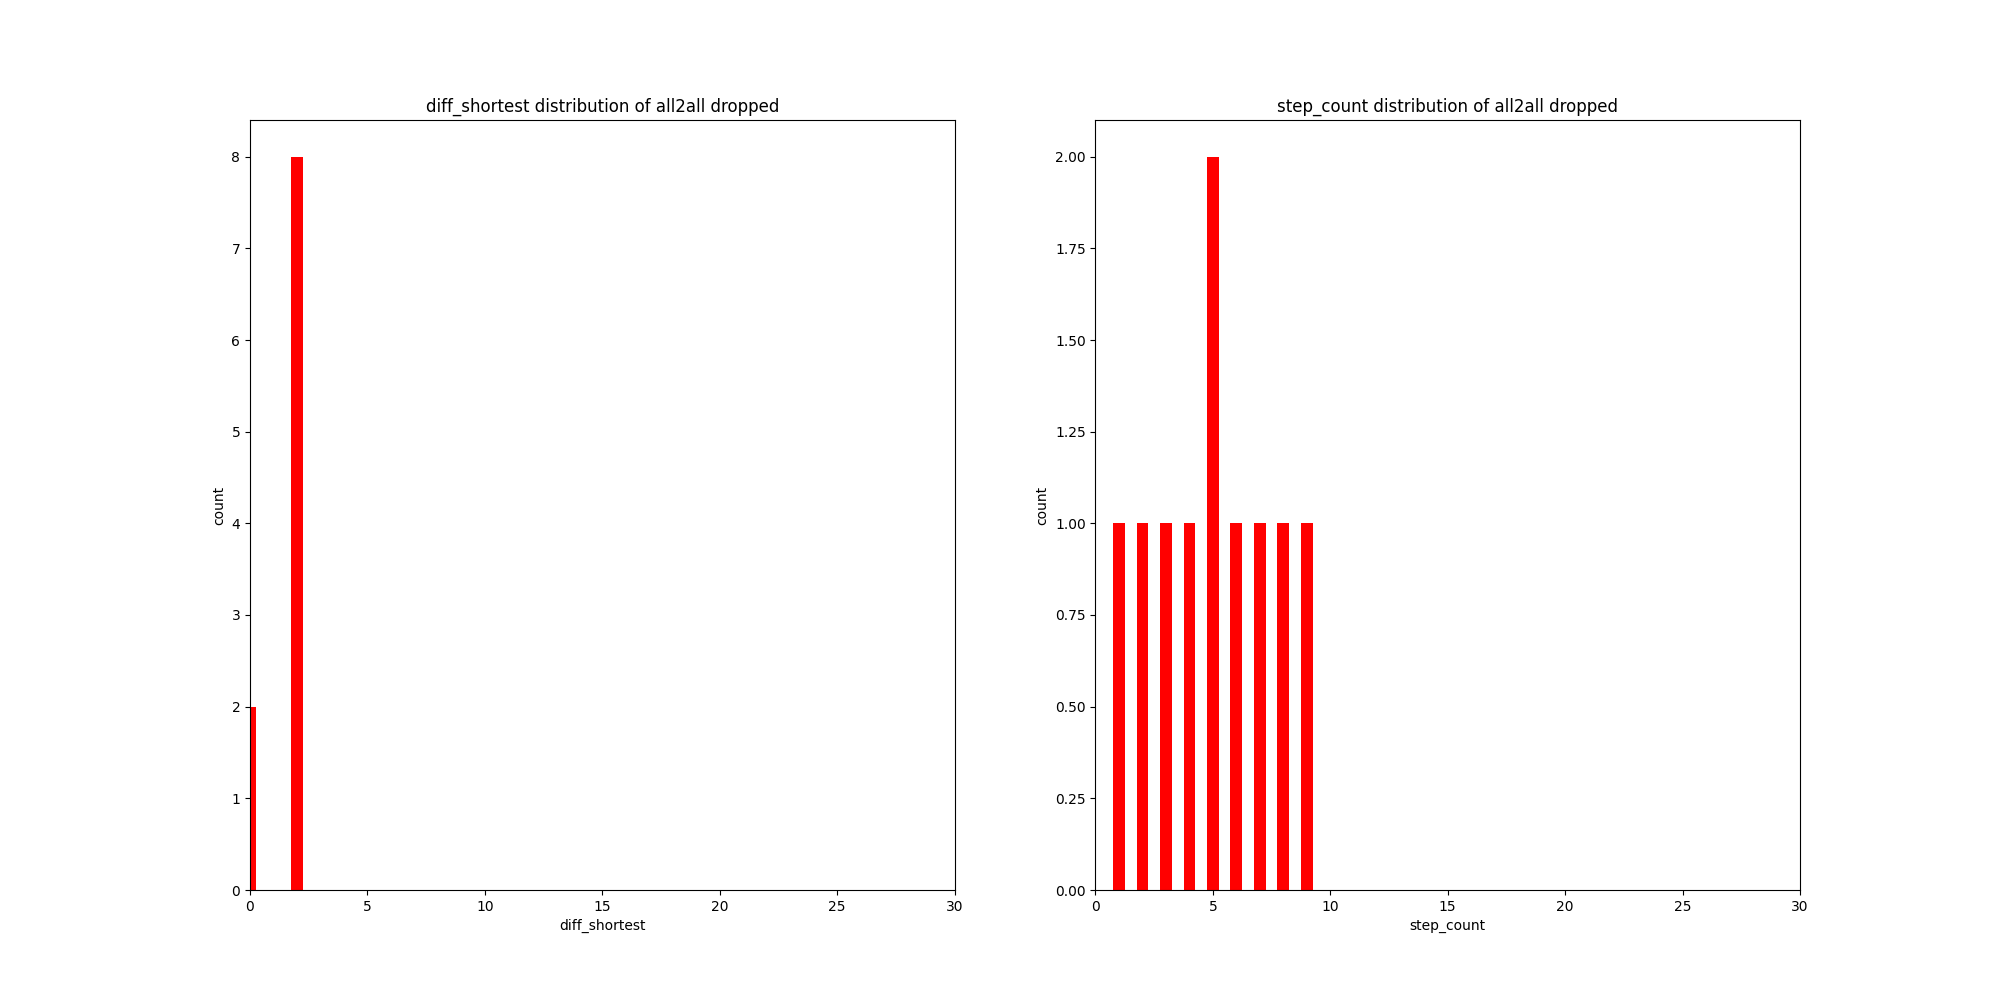 diff_shortest distribution of all2all dropped
8
7
6
5
4
3
2
1
0
count
0 5 10 15 20 25 30
diff_shortest
step_count distribution of all2all dropped
2.00
1.75
1.50
1.25
1.00
0.75
0.50
0.25
0.00
count
0 5 10 15 20 25 30
step_count